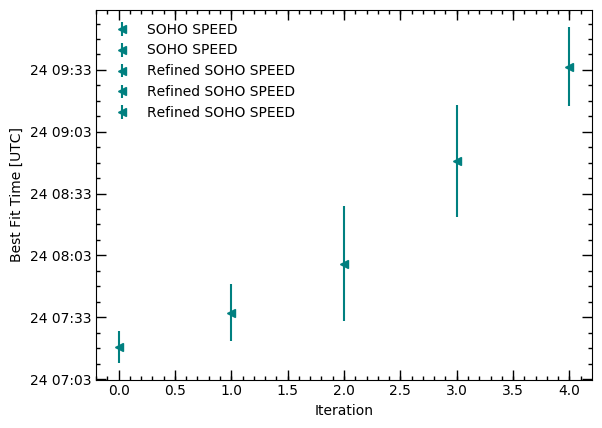 SOHO SPEED
SOHO SPEED
Refined SOHO SPEED
Refined SOHO SPEED
Refined SOHO SPEED
24 09:33
24 09:03
24 08:33
24 08:03
24 07:33
24 07:03
Best Fit Time [UTC]
0.0 0.5 1.0 1.5 2.0 2.5 3.0 3.5 4.0
Iteration